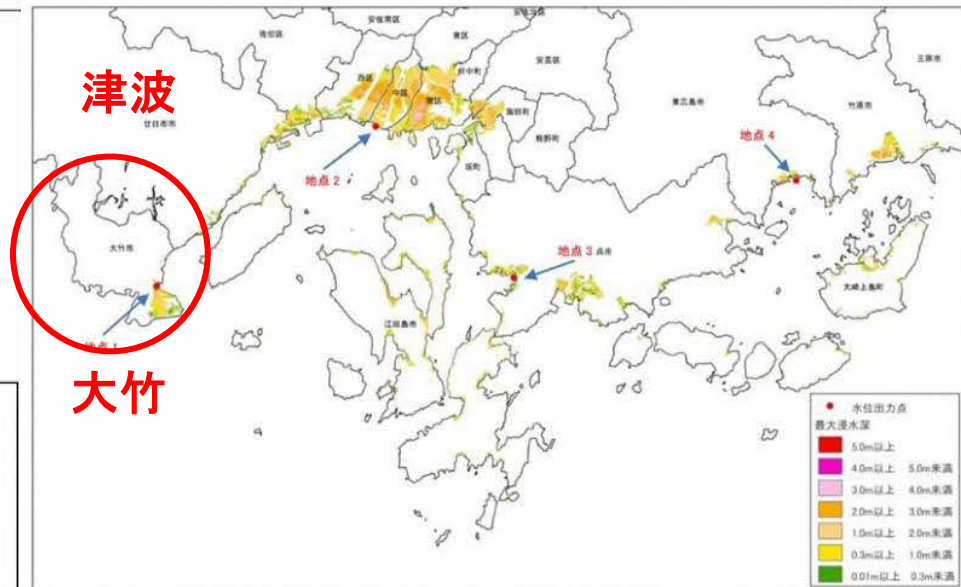 津波
大竹
安佐南区
安佐北区
佐伯区
東区
西区
中区
南区
府中町
安芸区
海田町
熊野町
坂町
東広島市
竹原市
三原市
廿日市市
大竹市
江田島市
呉市
大崎上島町
地点 1
地点 2
地点 3
地点 4
水位出力点
最大浸水深
5.0m以上
4.0m以上 5.0m未満
3.0m以上 4.0m未満
2.0m以上 3.0m未満
1.0m以上 2.0m未満
0.3m以上 1.0m未満
0.01m以上 0.3m未満